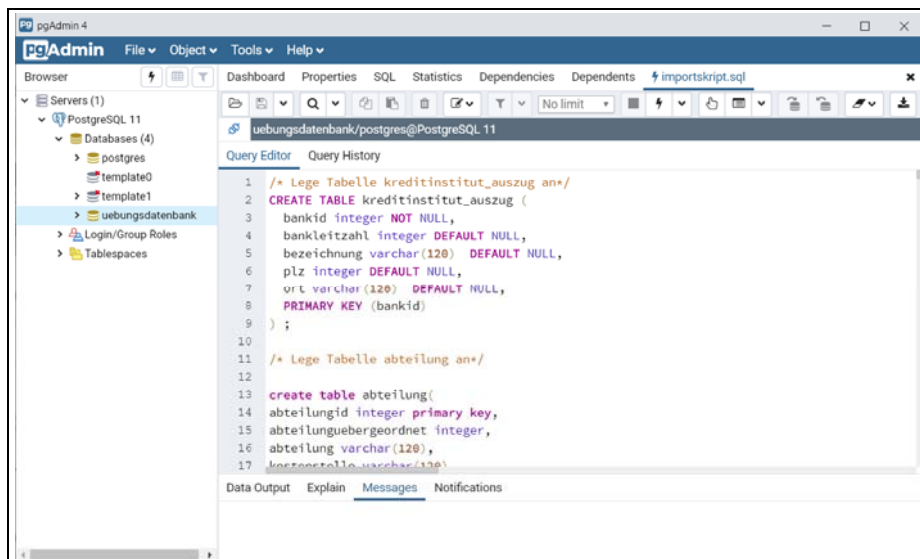 pgAdmin 4
pgAdmin File Object Tools Help
Browser
Dashboard Properties SQL Statistics Dependencies Dependents importskript.sql
Servers (1)
PostgreSQL 11
Databases (4)
postgres
template0
template1
uebungsdatenbank
Login/Group Roles
Tablespaces
No limit
uebungsdatenbank/postgres@PostgreSQL 11
Query Editor Query History
1 /* Lege Tabelle kreditinstitut_auszug an*/
2 CREATE TABLE kreditinstitut_auszug (
3 bankid integer NOT NULL,
4 bankleitzahl integer DEFAULT NULL,
5 bezeichnung varchar(120) DEFAULT NULL,
6 plz integer DEFAULT NULL,
7 ort varchar(120) DEFAULT NULL,
8 PRIMARY KEY (bankid)
9 ) ;
10
11 /* Lege Tabelle abteilung an*/
12
13 create table abteilung(
14 abteilungid integer primary key,
15 abteilunguebergeordnet integer,
16 abteilung varchar(120),
17 kostenstelle varchar(120)
Data Output Explain Messages Notifications